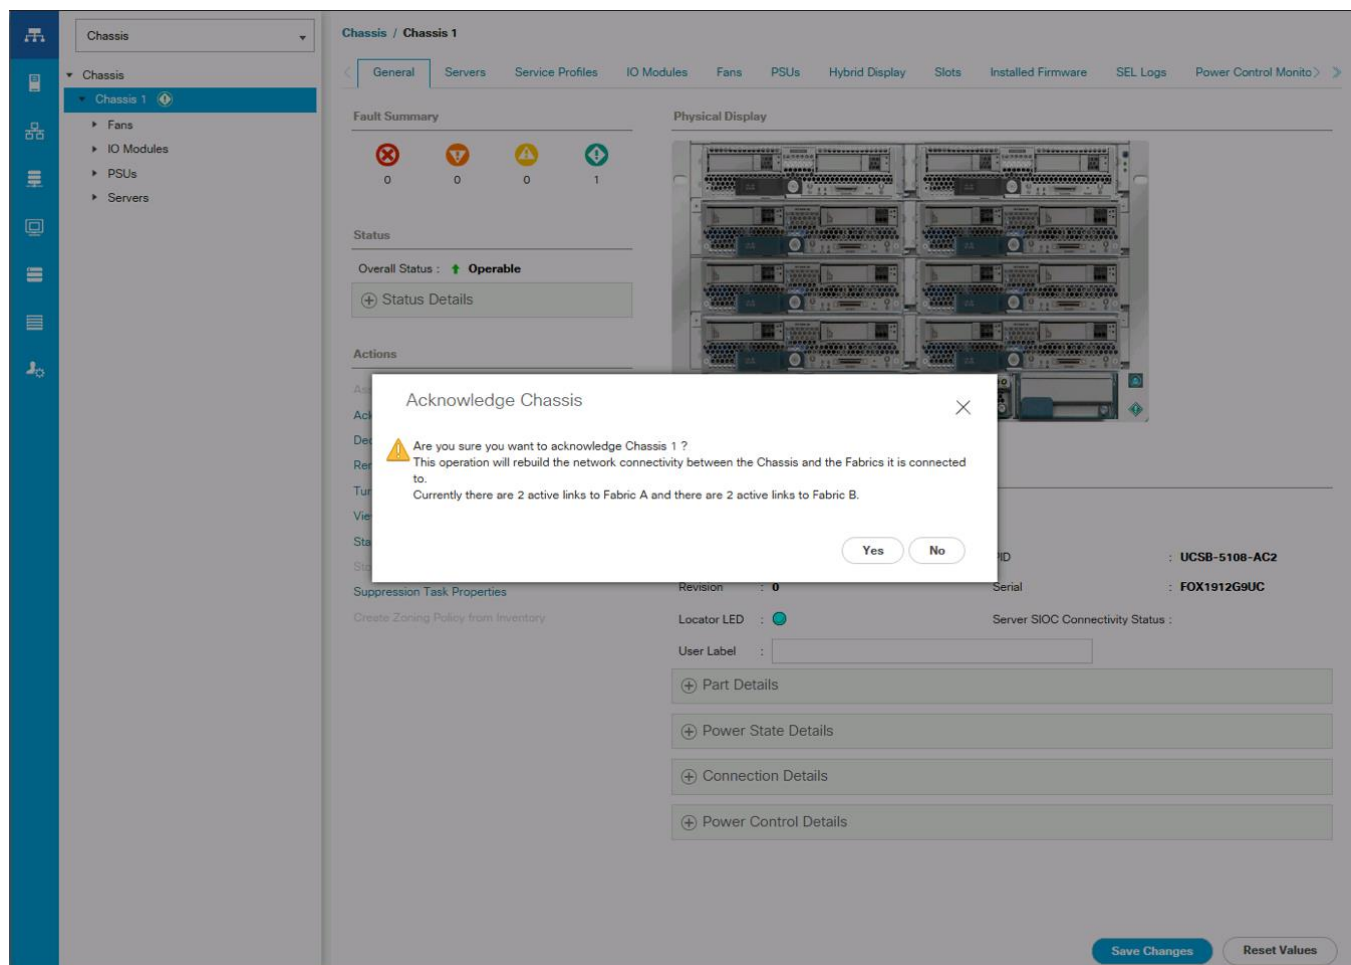 Chassis
Chassis
Chassis 1
Fans
IO Modules
PSUs
Servers
Chassis / Chassis 1
General Servers Service Profiles IO Modules Fans PSUs Hybrid Display Slots Installed Firmware SEL Logs Power Control Monito
Fault Summary
0 0 0 1
Status
Overall Status : Operable
Status Details
Actions
Suppression Task Properties
Create Zoning Policy from Inventory
Physical Display
Acknowledge Chassis
Are you sure you want to acknowledge Chassis 1 ?
This operation will rebuild the network connectivity between the Chassis and the Fabrics it is connected
to.
Currently there are 2 active links to Fabric A and there are 2 active links to Fabric B.
Yes No
: UCSB-5108-AC2
Revision : 0 Serial : FOX1912G9UC
Locator LED : Server SIOC Connectivity Status :
User Label :
Part Details
Power State Details
Connection Details
Power Control Details
Save Changes Reset Values